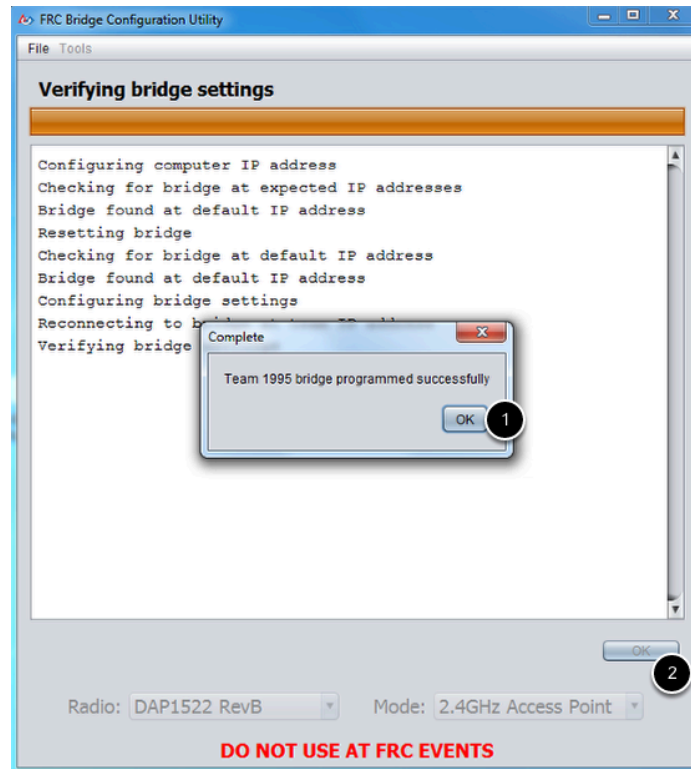 FRC Bridge Configuration Utility
File Tools
Verifying bridge settings
Configuring computer IP address
Checking for bridge at expected IP addresses
Bridge found at default IP address
Resetting bridge
Checking for bridge at default IP address
Bridge found at default IP address
Configuring bridge settings
Reconnecting to
Verifying bridge
Complete
Team 1995 bridge programmed successfully
OK 1
OK
2
Radio: DAP1522 RevB Mode: 2.4GHz Access Point
DO NOT USE AT FRC EVENTS